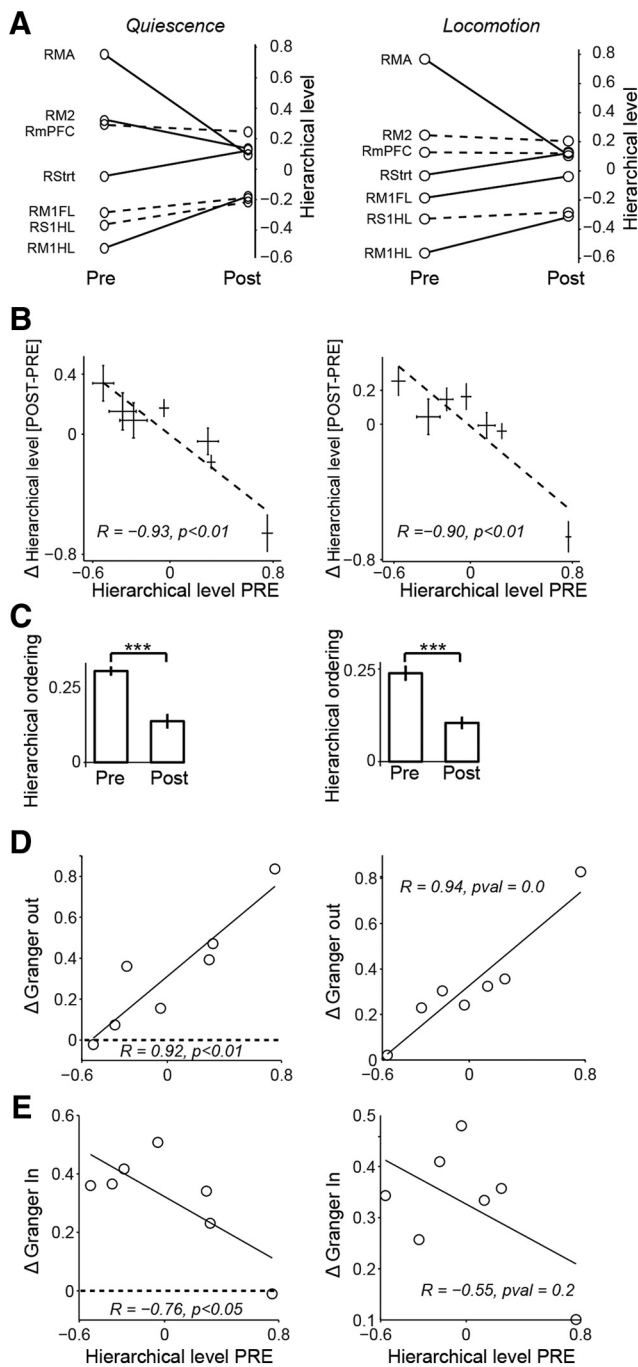 A
Quiescence
Locomotion
RMA
RM2
RmPFC
RStrt
RM1FL
RS1HL
RM1HL
0.8
0.6
0.4
0.2
0
−0.2
−0.4
−0.6
Hierarchical level
Pre
Post
RMA
RM2
RmPFC
RStrt
RM1FL
RS1HL
RM1HL
0.8
0.6
0.4
0.2
0
−0.2
−0.4
−0.6
Hierarchical level
Pre
Post
B
Δ Hierarchical level [POST-PRE]
0.4
0
−0.8
R = −0.93, p<0.01
−0.6
0
0.8
Hierarchical level PRE
Δ Hierarchical level [POST-PRE]
0.2
0
−0.8
R =−0.90, p<0.01
−0.6
0
0.8
Hierarchical level PRE
C
Hierarchical ordering
0.25
0
***
Pre
Post
Hierarchical ordering
0.25
0
***
Pre
Post
D
Δ Granger out
0.8
0.6
0.4
0.2
0
R = 0.92, p<0.01
−0.6
0
0.8
Δ Granger out
0.8
0.4
0.2
0
R = 0.94, pval = 0.0
−0.6
0
0.8
E
Δ Granger In
0.6
0.4
0.2
0
R = −0.76, p<0.05
−0.6
0
0.8
Hierarchical level PRE
Δ Granger In
0.5
0.4
0.3
0.2
0.1
R = −0.55, pval = 0.2
−0.6
0
0.8
Hierarchical level PRE